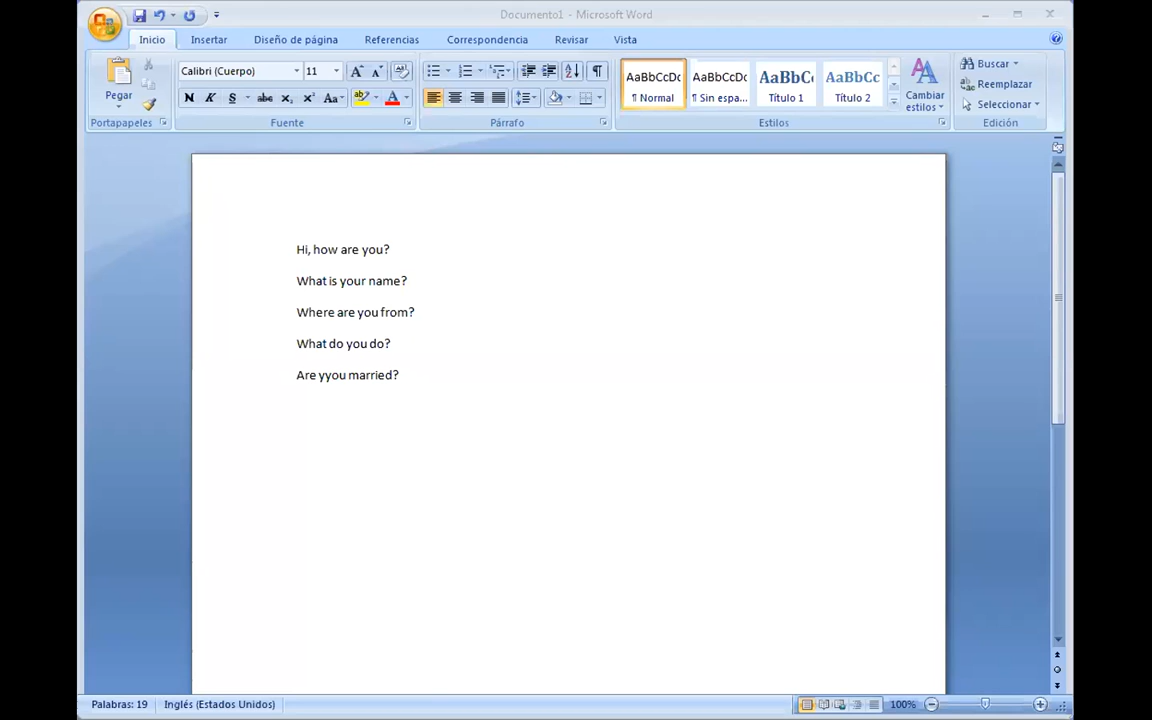 Documento1 - Microsoft Word
Inicio Insertar Diseño de página Referencias Correspondencia Revisar Vista
Pegar
Calibri (Cuerpo) 11
N K S abc x₂ x² Aa ab A
AaBbCcDc AaBbCcDc AaBbC AaBbCc
¶ Normal ¶ Sin espa... Título 1 Título 2
Cambiar estilos
Buscar
Reemplazar
Seleccionar
Portapapeles Fuente Párrafo Estilos Edición
Hi, how are you?
What is your name?
Where are you from?
What do you do?
Are yyou married?
Palabras: 19 Inglés (Estados Unidos) 100%